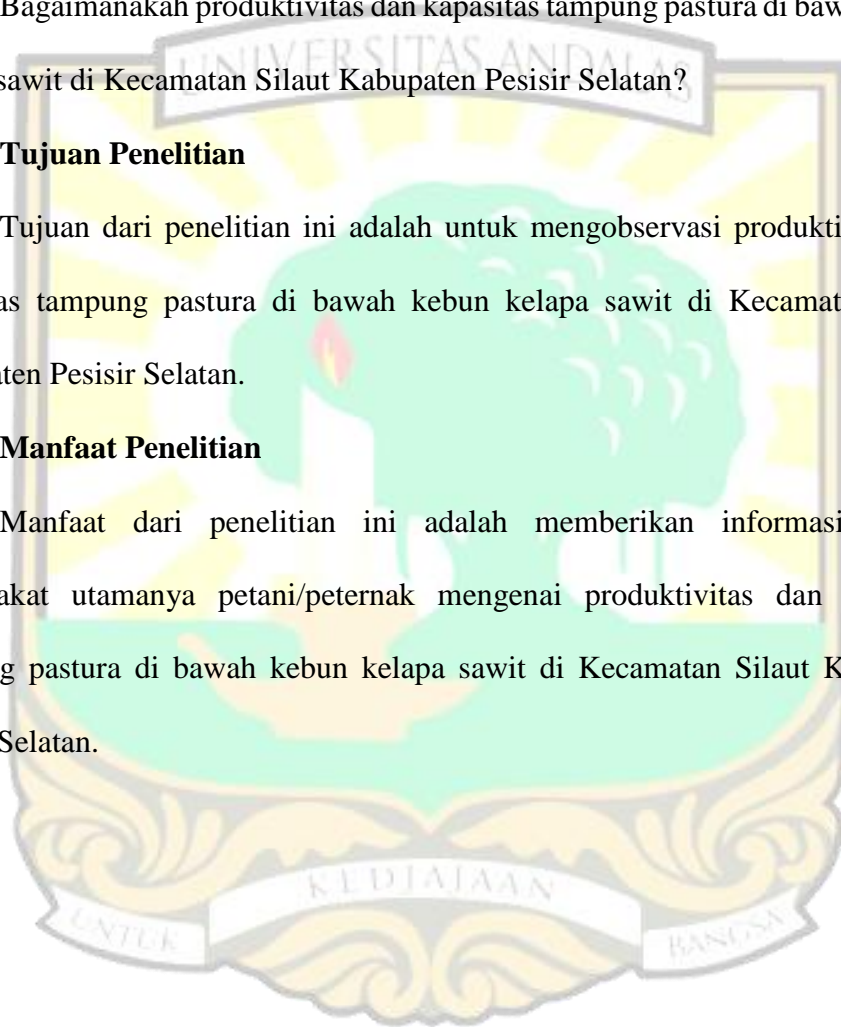 Bagaimanakah produktivitas dan kapasitas tampung pastura di baw
UNIVERSITAS ANDALAS
sawit di Kecamatan Silaut Kabupaten Pesisir Selatan?
Tujuan Penelitian
Tujuan dari penelitian ini adalah untuk mengobservasi produkti
as tampung pastura di bawah kebun kelapa sawit di Kecamat
ten Pesisir Selatan.
Manfaat Penelitian
Manfaat dari penelitian ini adalah memberikan informasi
akat utamanya petani/peternak mengenai produktivitas dan
g pastura di bawah kebun kelapa sawit di Kecamatan Silaut K
Selatan.
KEDJAJAAN
UNTUK
BANGSA